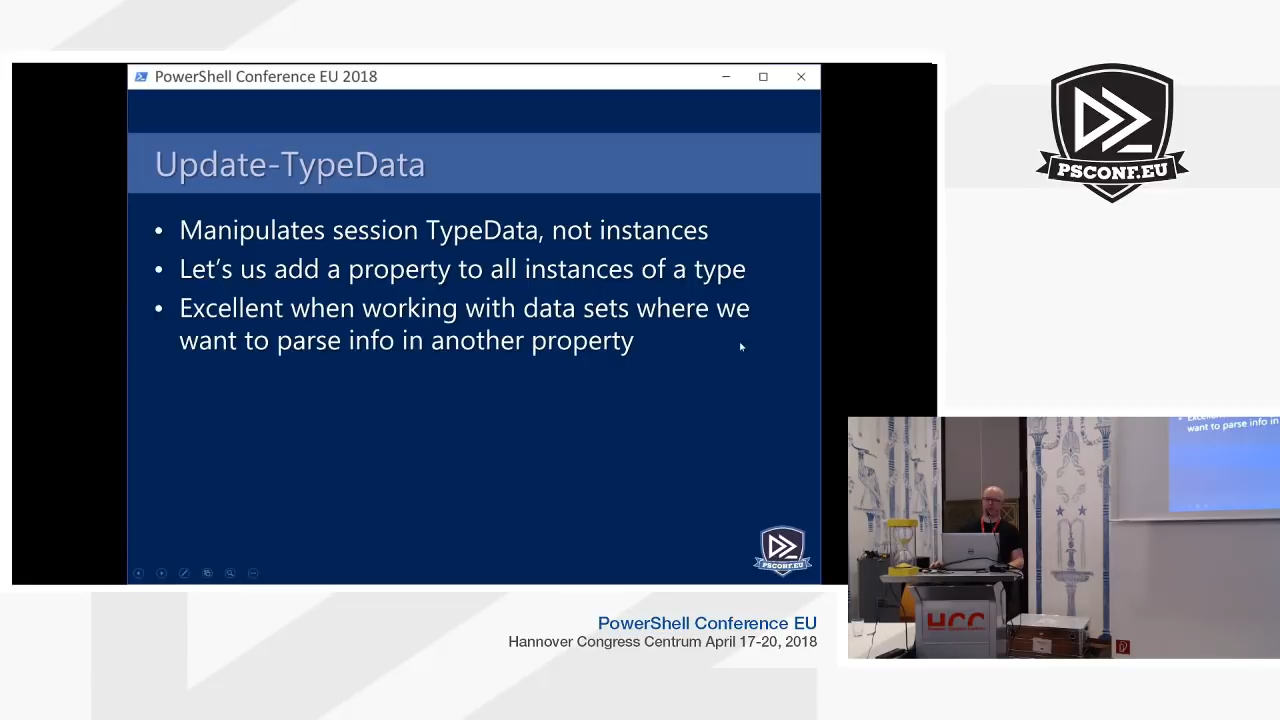 PowerShell Conference EU 2018
Update-TypeData
• Manipulates session TypeData, not instances
• Let's us add a property to all instances of a type
• Excellent when working with data sets where we
want to parse info in another property
PSCONF.EU
PSCONF.EU
want to parse info in
HCC
PowerShell Conference EU
Hannover Congress Centrum April 17-20, 2018